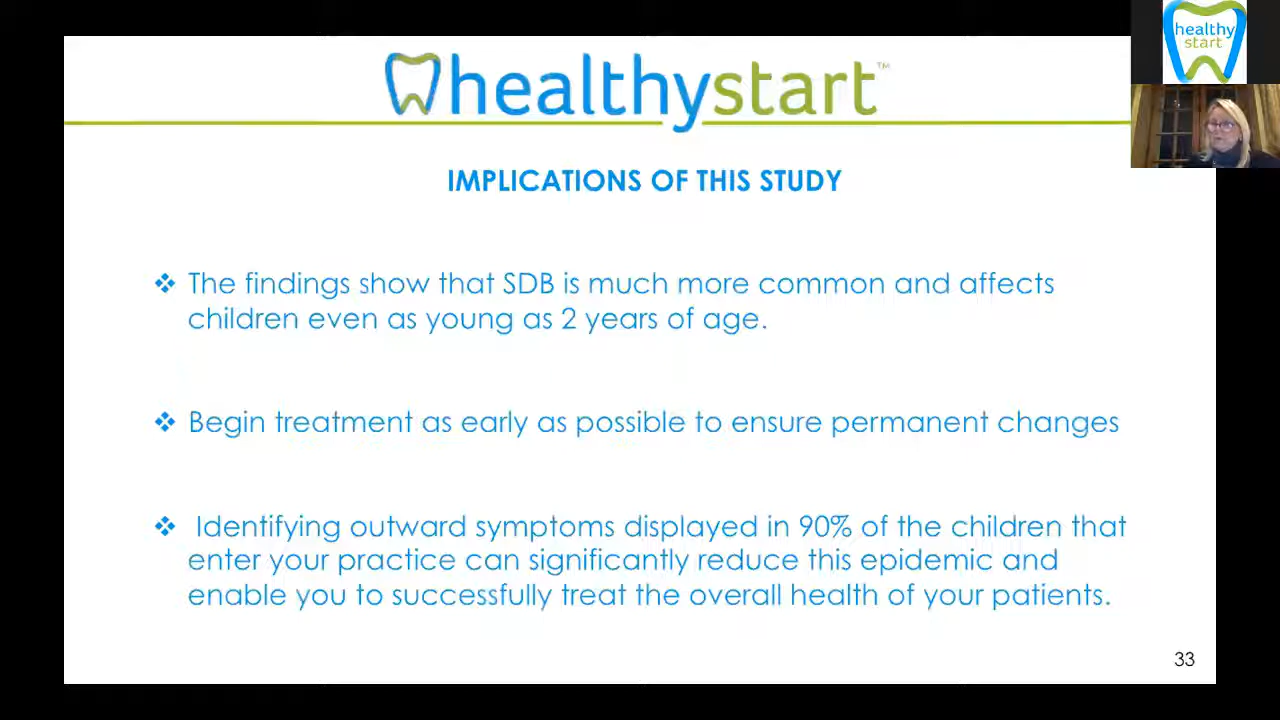 healthystart™
healthy
start
IMPLICATIONS OF THIS STUDY
❖ The findings show that SDB is much more common and affects
children even as young as 2 years of age.
❖ Begin treatment as early as possible to ensure permanent changes
❖ Identifying outward symptoms displayed in 90% of the children that
enter your practice can significantly reduce this epidemic and
enable you to successfully treat the overall health of your patients.
33